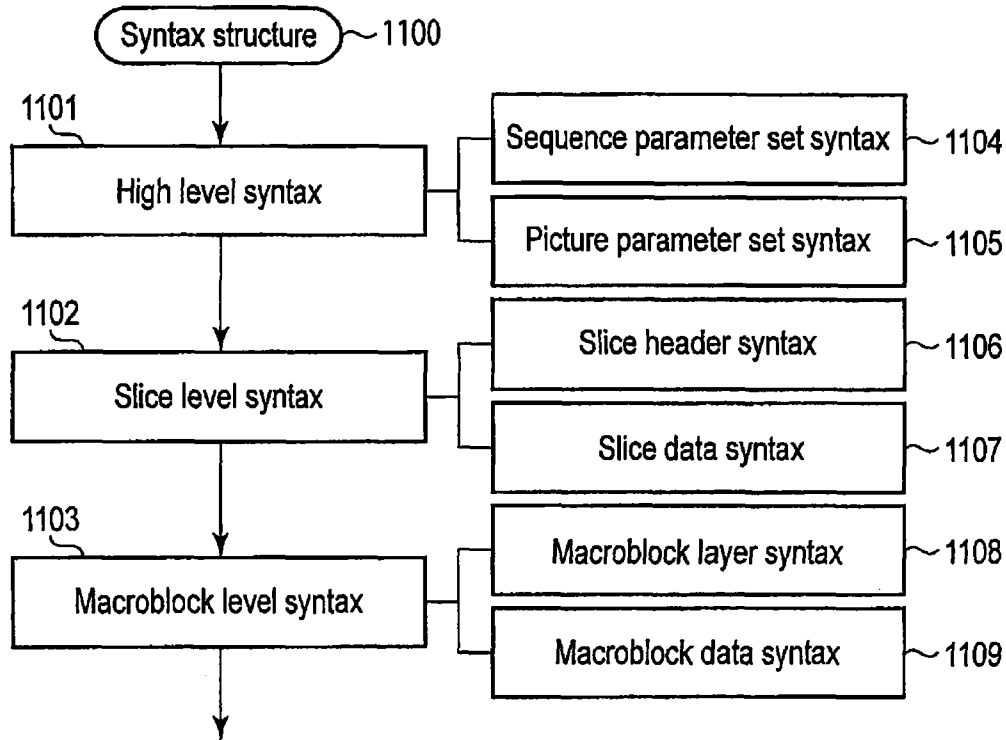 Syntax structure
1100
1101
High level syntax
Sequence parameter set syntax
1104
Picture parameter set syntax
1105
1102
Slice level syntax
Slice header syntax
1106
Slice data syntax
1107
1103
Macroblock level syntax
Macroblock layer syntax
1108
Macroblock data syntax
1109